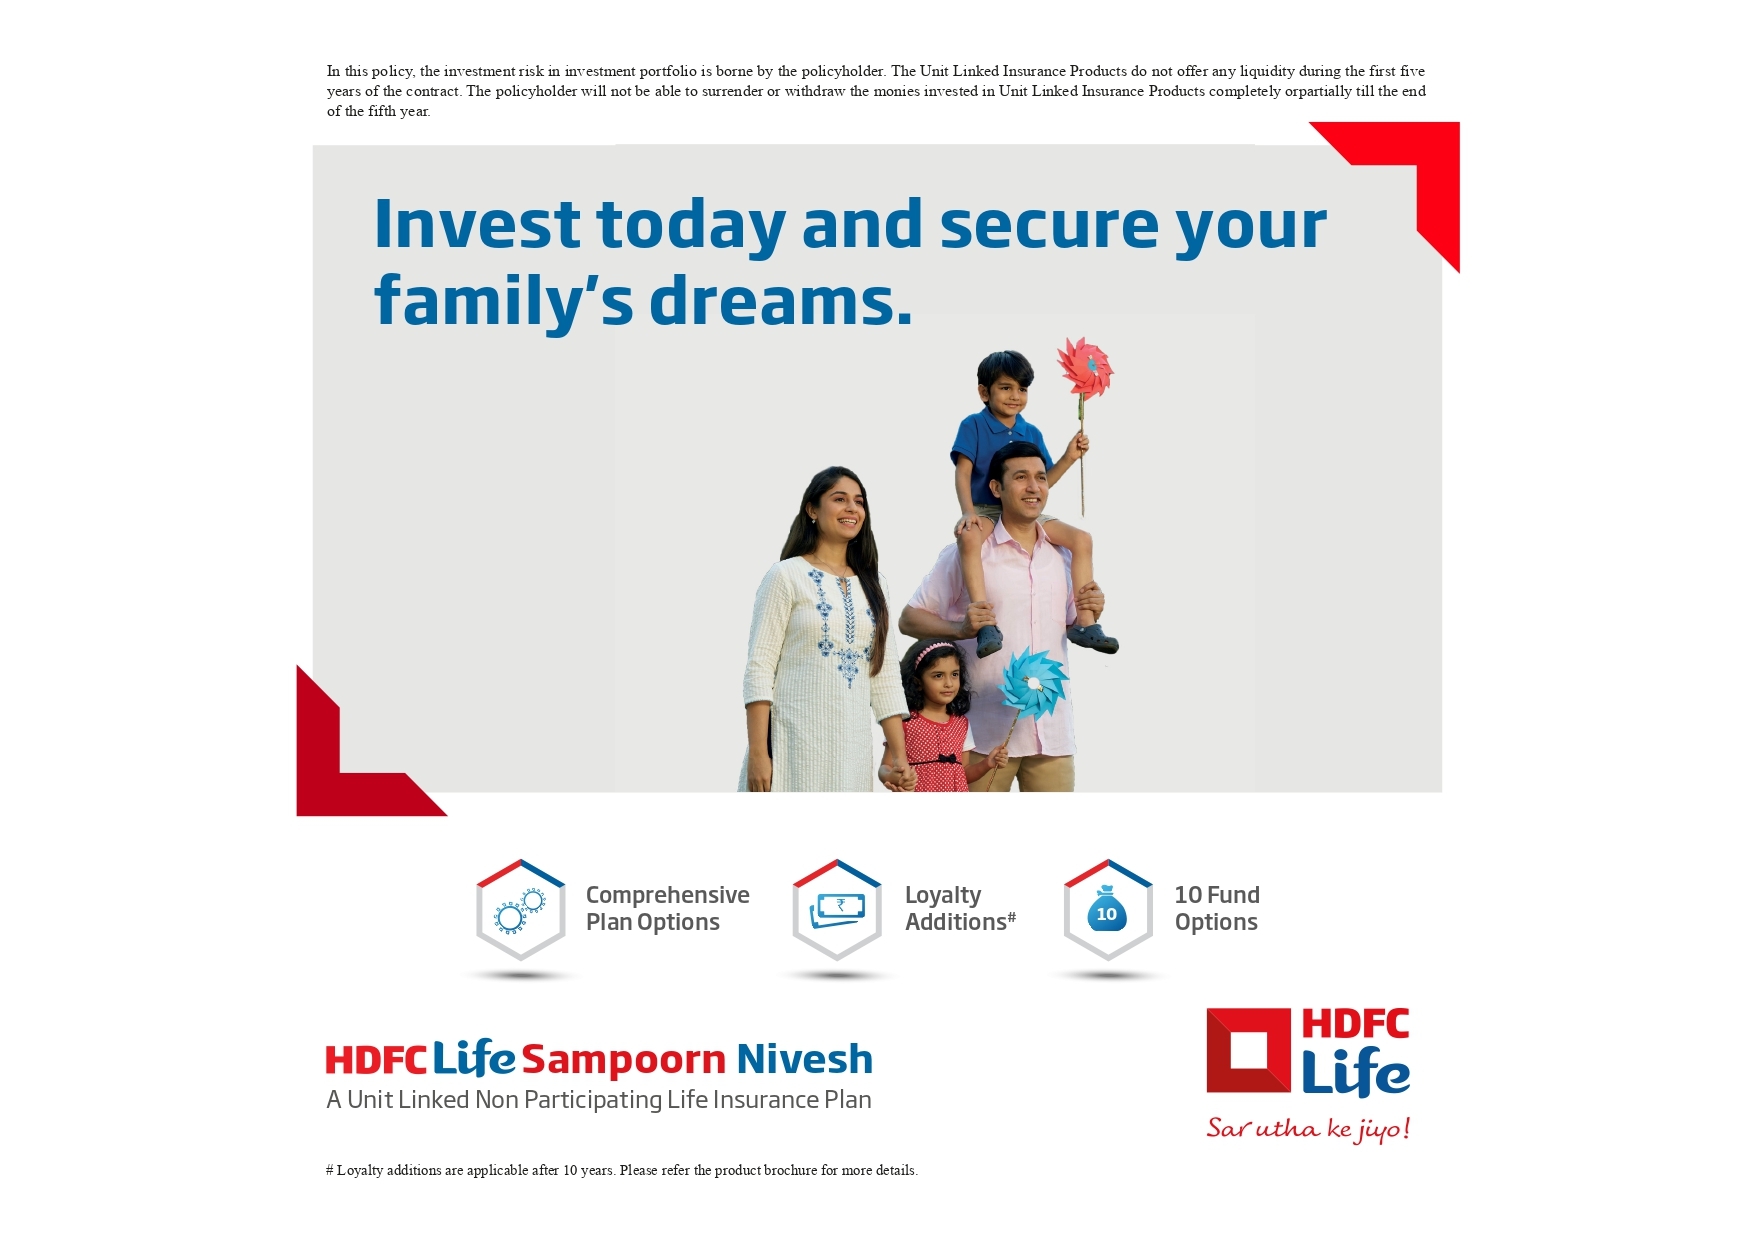 In this policy, the investment risk in investment portfolio is borne by the policyholder. The Unit Linked Insurance Products do not offer any liquidity during the first five
years of the contract. The policyholder will not be able to surrender or withdraw the monies invested in Unit Linked Insurance Products completely orpartially till the end
of the fifth year.
Invest today and secure your
family's dreams.
Comprehensive
Plan Options
₹
Loyalty
Additions#
10
10 Fund
Options
HDFC Life Sampoorn Nivesh
A Unit Linked Non Participating Life Insurance Plan
HDFC
Life
Sar utha ke jiyo!
# Loyalty additions are applicable after 10 years. Please refer the product brochure for more details.